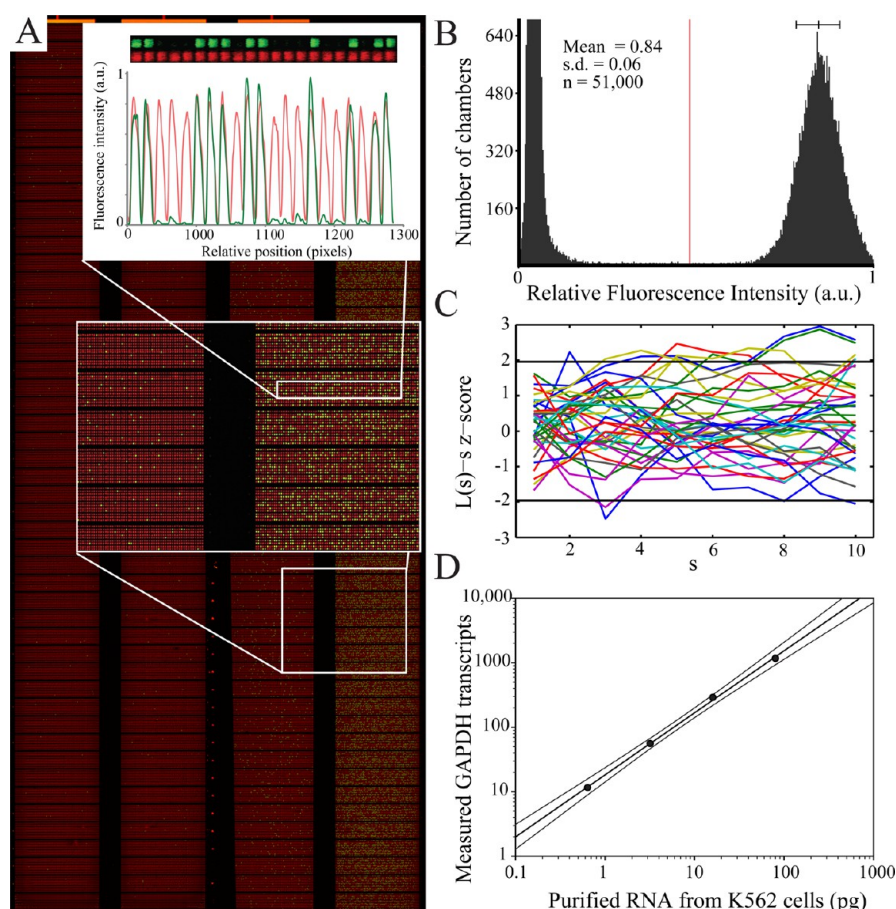 A
Fluorescence intensity (a.u.)
1
0
0 1000 1100 1200 1300
Relative position (pixels)
B
Number of chambers
640
480
320
160
Mean = 0.84
s.d. = 0.06
n = 51,000
0 1
Relative Fluorescence Intensity (a.u.)
C
L(s)−s z−score
3
2
1
0
-1
-2
-3
2 4 6 8 10
s
D
Measured GAPDH transcripts
10,000
1000
100
10
1
0.1 1 10 100 1000
Purified RNA from K562 cells (pg)